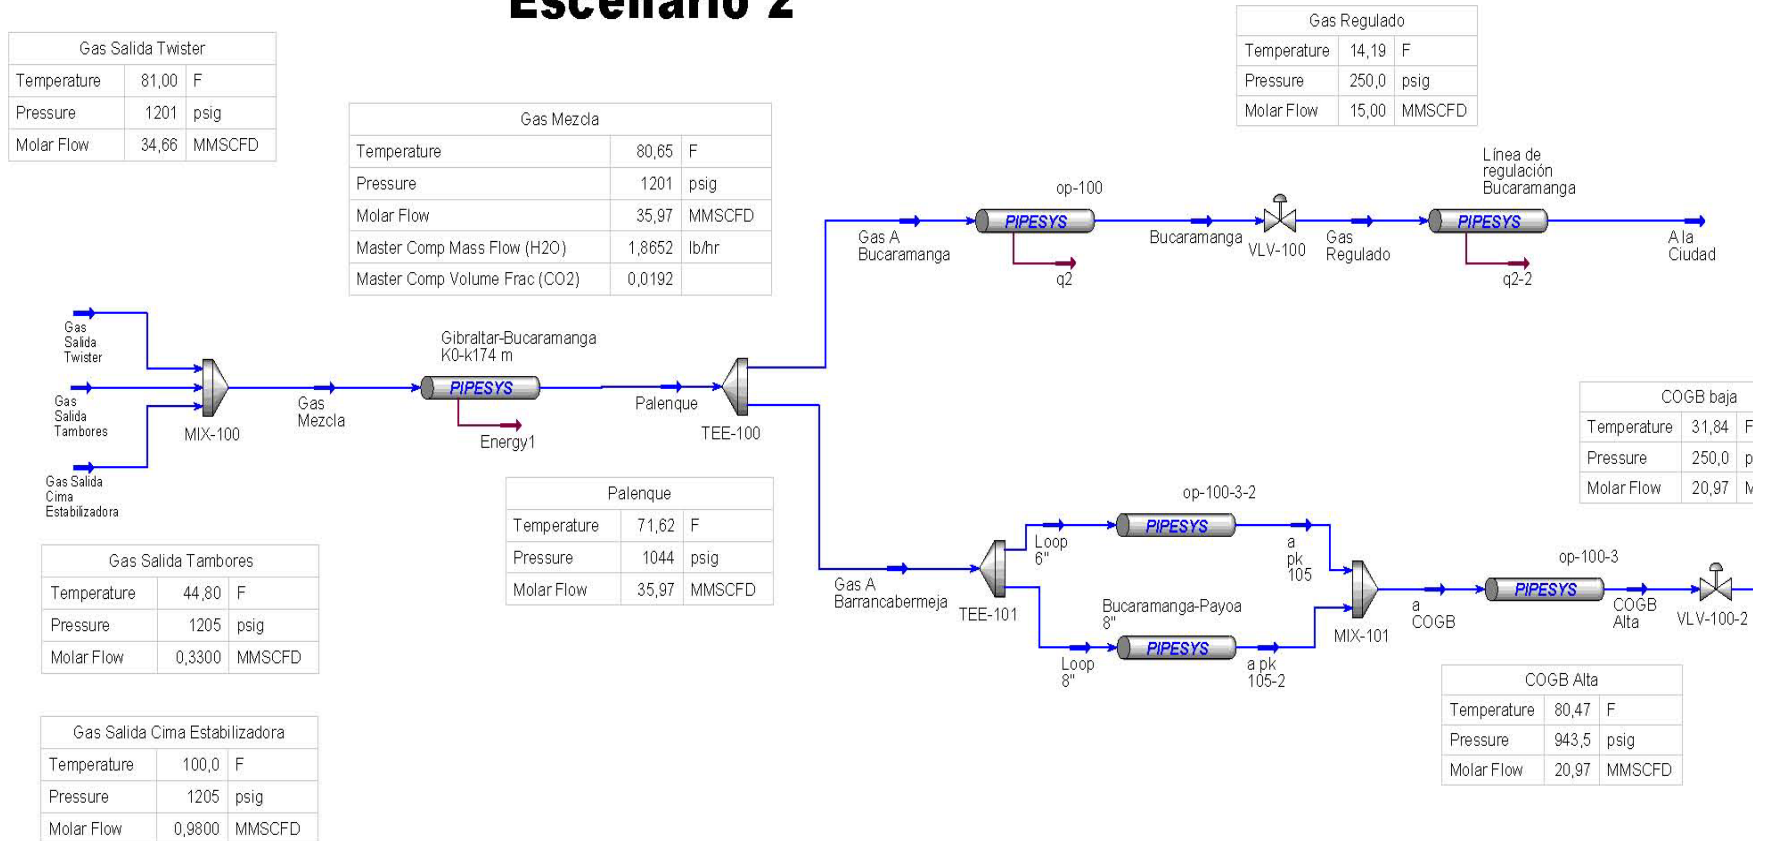 Escenario 2
Gas Salida Twister
Temperature 81,00 F
Pressure 1201 psig
Molar Flow 34,66 MMSCFD
Gas Mezcla
Temperature 80,65 F
Pressure 1201 psig
Molar Flow 35,97 MMSCFD
Master Comp Mass Flow (H2O) 1,8652 lb/hr
Master Comp Volume Frac (CO2) 0,0192
Gas Regulado
Temperature 14,19 F
Pressure 250,0 psig
Molar Flow 15,00 MMSCFD
op-100
PIPESYS
Gas A
Bucaramanga
q2
Bucaramanga
VLV-100
Gas
Regulado
Línea de
regulación
Bucaramanga
PIPESYS
q2-2
A la
Ciudad
Gas
Salida
Twister
Gas
Salida
Tambores
Gas Salida
Cima
Estabilizadora
MIX-100
Gas
Mezcla
Gibraltar-Bucaramanga
K0-k174 m
PIPESYS
Energy1
Palenque
TEE-100
Palenque
Temperature 71,62 F
Pressure 1044 psig
Molar Flow 35,97 MMSCFD
COGB baja
Temperature 31,84 F
Pressure 250,0 p
Molar Flow 20,97 M
Gas A
Barrancabermeja
TEE-101
Loop
6"
op-100-3-2
PIPESYS
a
pk
105
Loop
8"
Bucaramanga-Payoa
8"
PIPESYS
a pk
105-2
MIX-101
a
COGB
op-100-3
PIPESYS
COGB
Alta
VLV-100-2
COGB Alta
Temperature 80,47 F
Pressure 943,5 psig
Molar Flow 20,97 MMSCFD
Gas Salida Tambores
Temperature 44,80 F
Pressure 1205 psig
Molar Flow 0,3300 MMSCFD
Gas Salida Cima Estabilizadora
Temperature 100,0 F
Pressure 1205 psig
Molar Flow 0,9800 MMSCFD